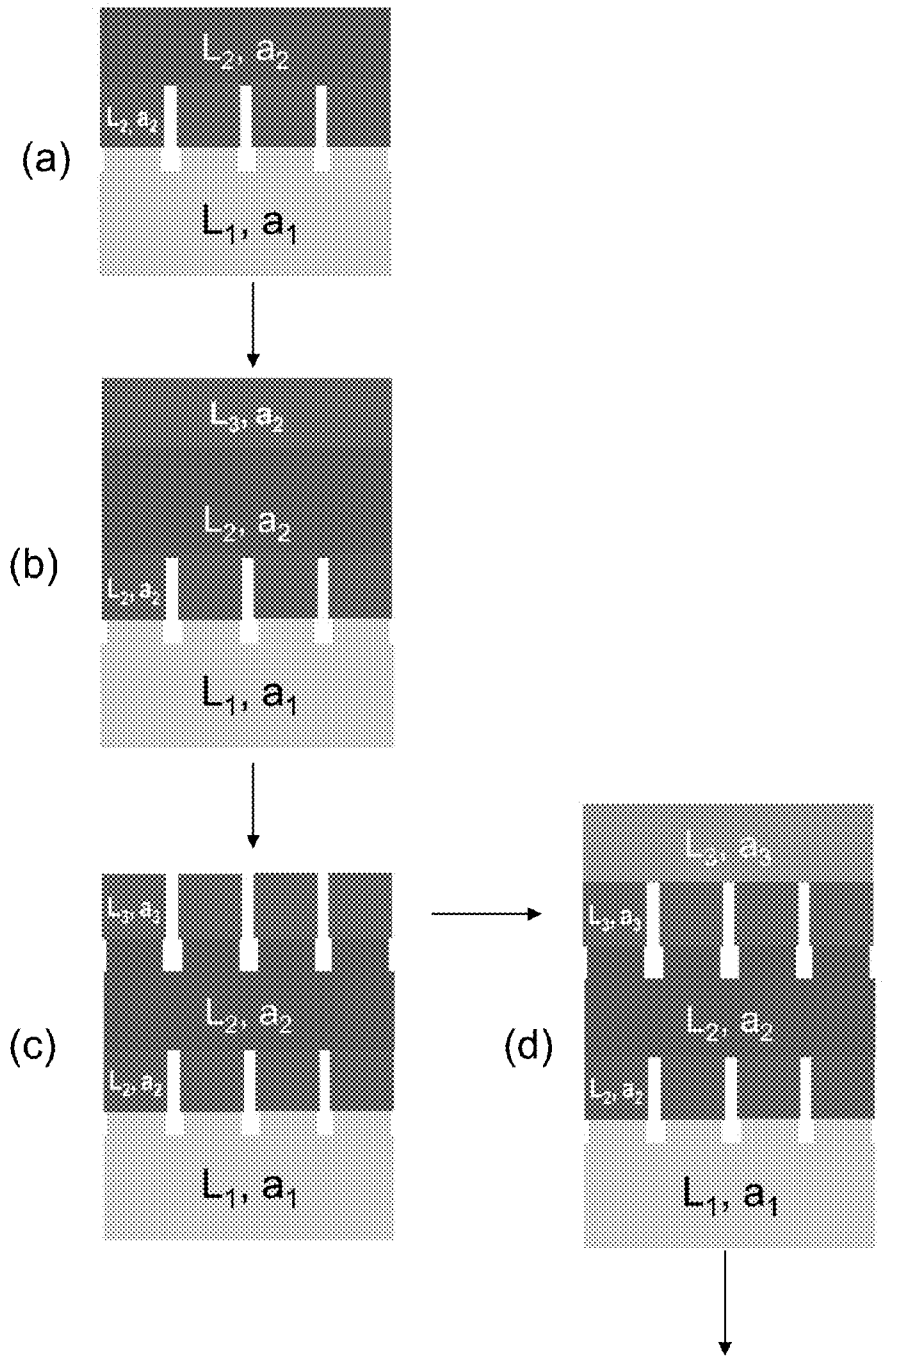 L₂, a₂
L₂, a₂
(a)
L₁, a₁
L₃, a₂
L₂, a₂
(b)
L₂, a₂
L₁, a₁
L₃, a₃
L₂, a₂
(c)
L₂, a₂
L₁, a₁
L₃, a₃
L₃, a₃
L₂, a₂
(d)
L₂, a₂
L₁, a₁